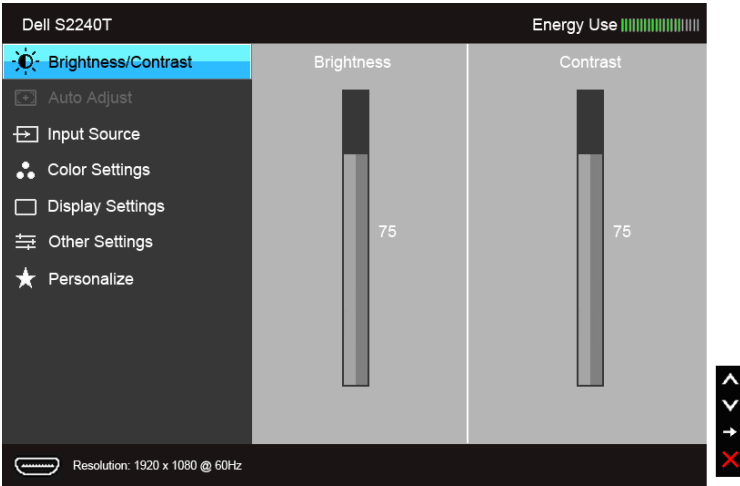 Dell S2240T
Energy Use
Brightness/Contrast
Auto Adjust
Input Source
Color Settings
Display Settings
Other Settings
Personalize
Brightness
Contrast
75
75
Resolution: 1920 x 1080 @ 60Hz